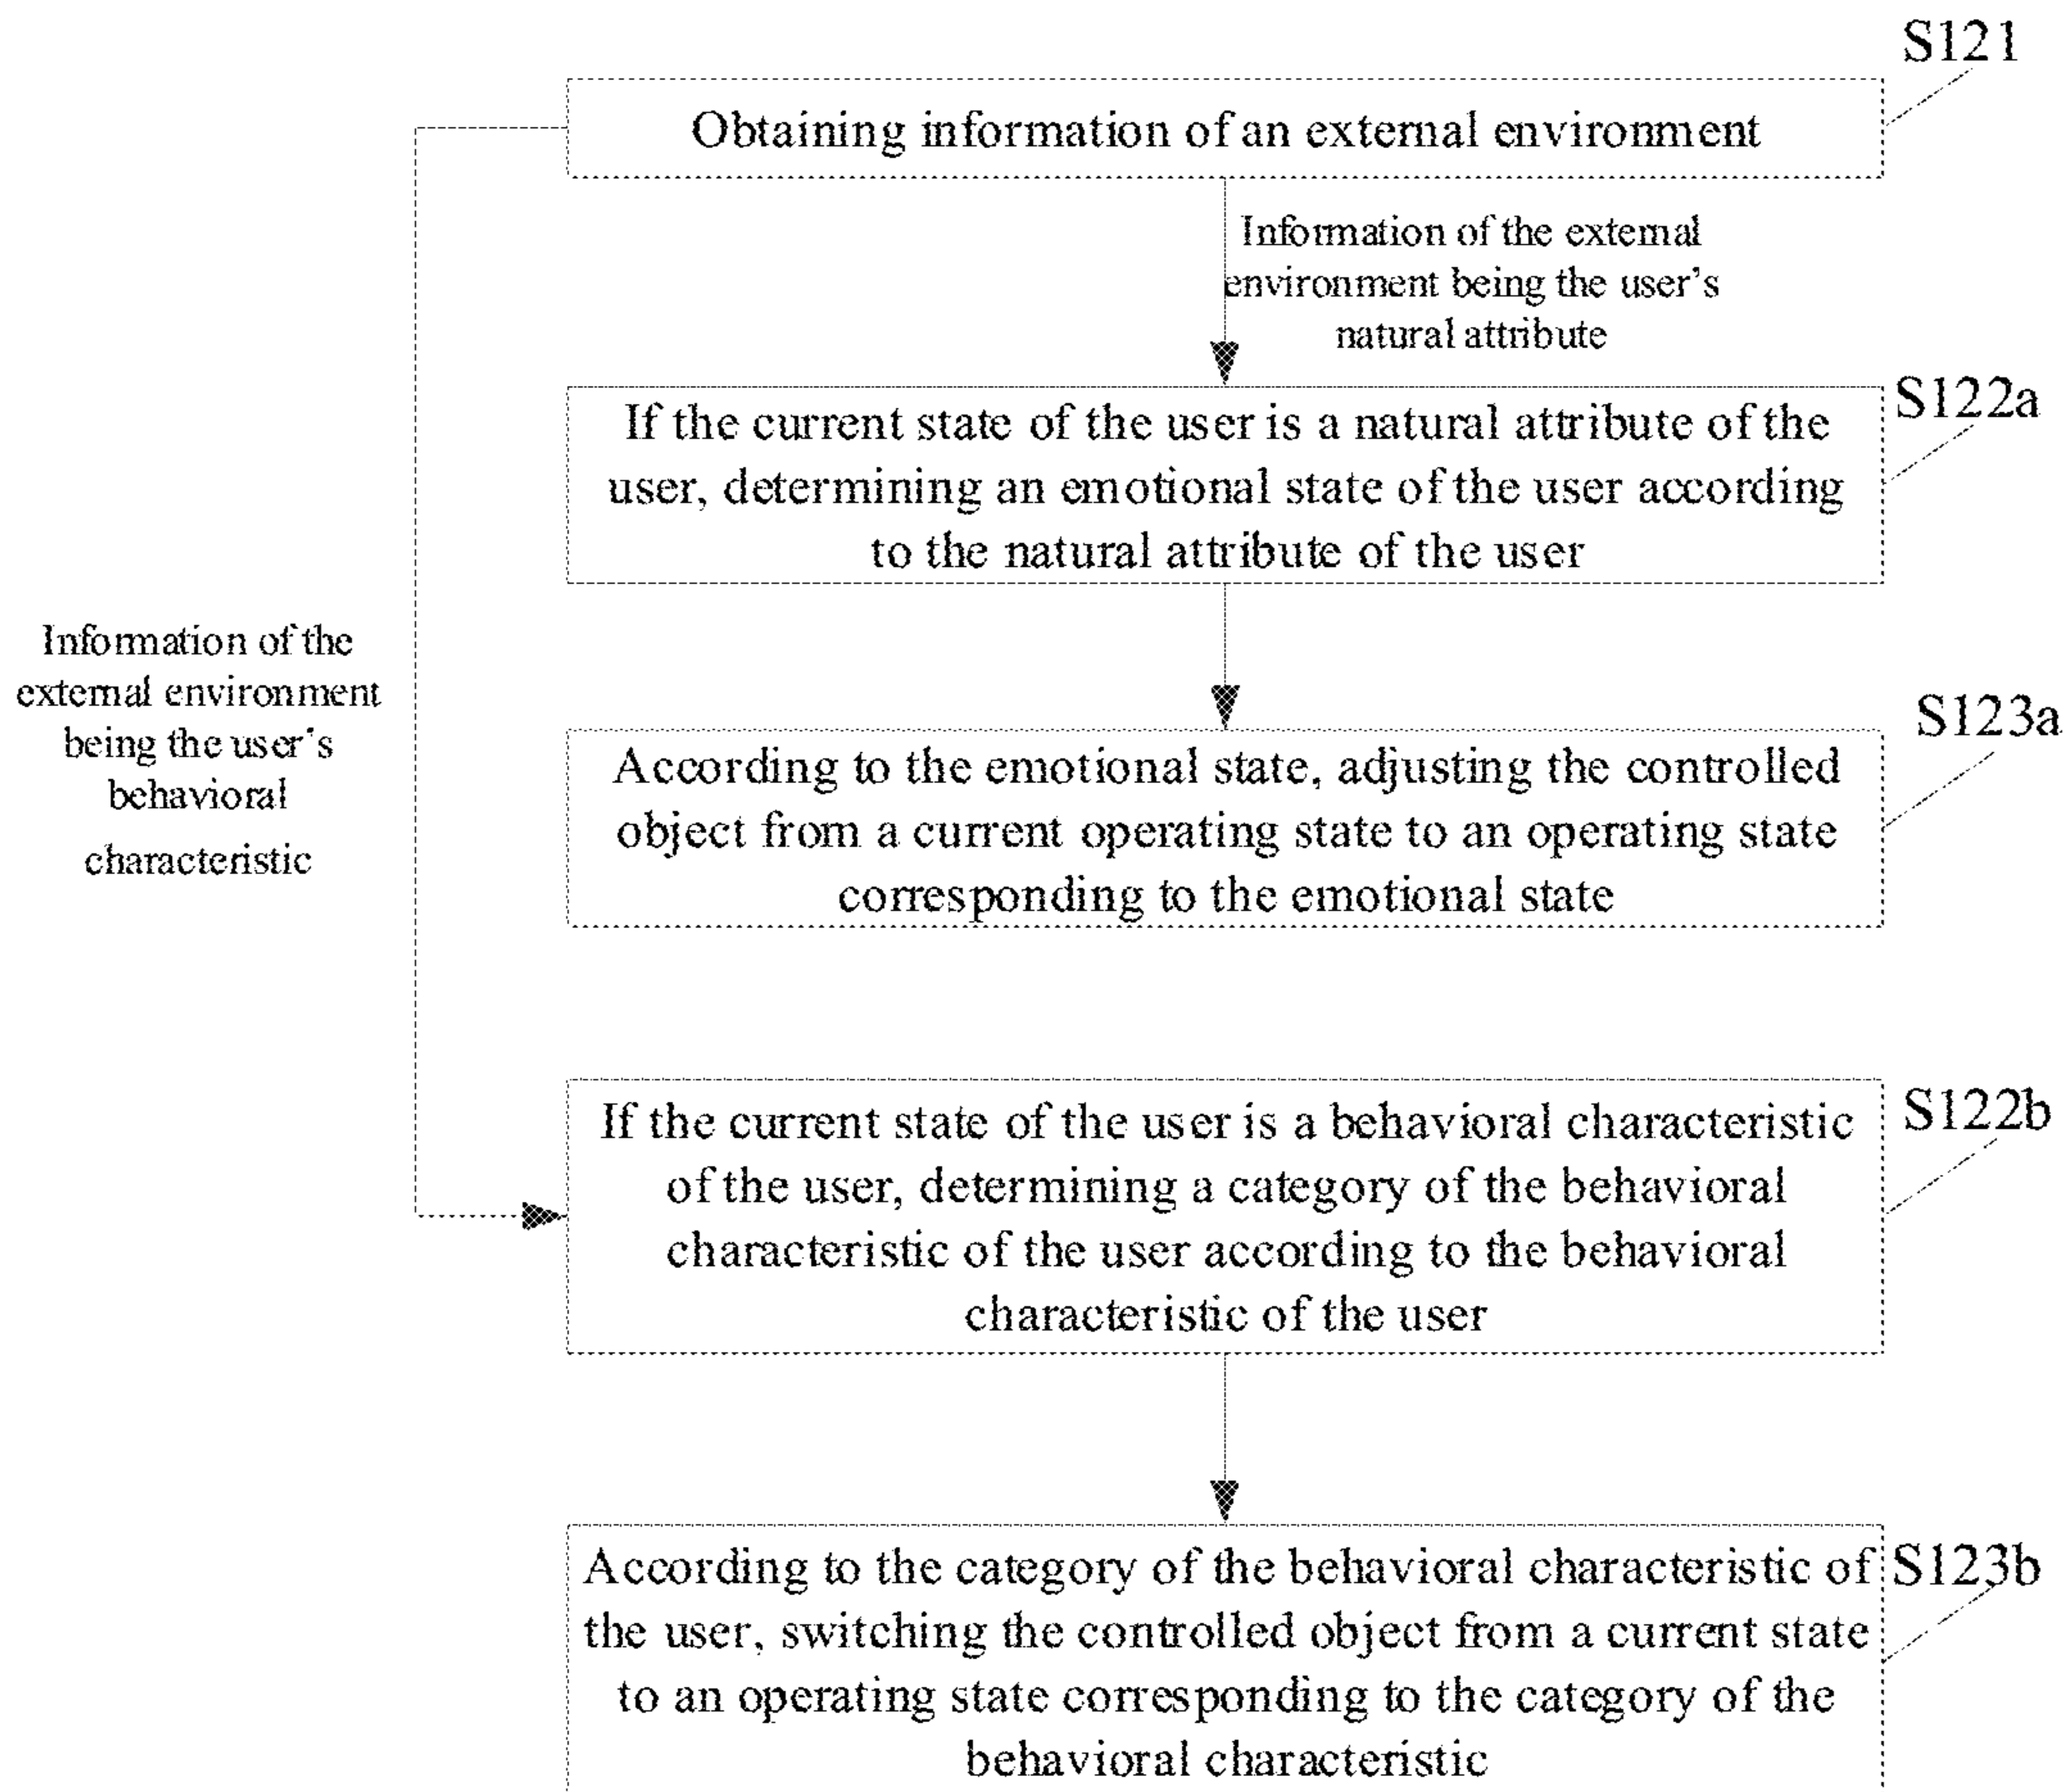 S121
Obtaining information of an external environment
Information of the external
environment being the user's
natural attribute
S122a
If the current state of the user is a natural attribute of the
user, determining an emotional state of the user according
to the natural attribute of the user
Information of the
external environment
being the user's
behavioral
characteristic
S123a
According to the emotional state, adjusting the controlled
object from a current operating state to an operating state
corresponding to the emotional state
S122b
If the current state of the user is a behavioral characteristic
of the user, determining a category of the behavioral
characteristic of the user according to the behavioral
characteristic of the user
S123b
According to the category of the behavioral characteristic of
the user, switching the controlled object from a current state
to an operating state corresponding to the category of the
behavioral characteristic